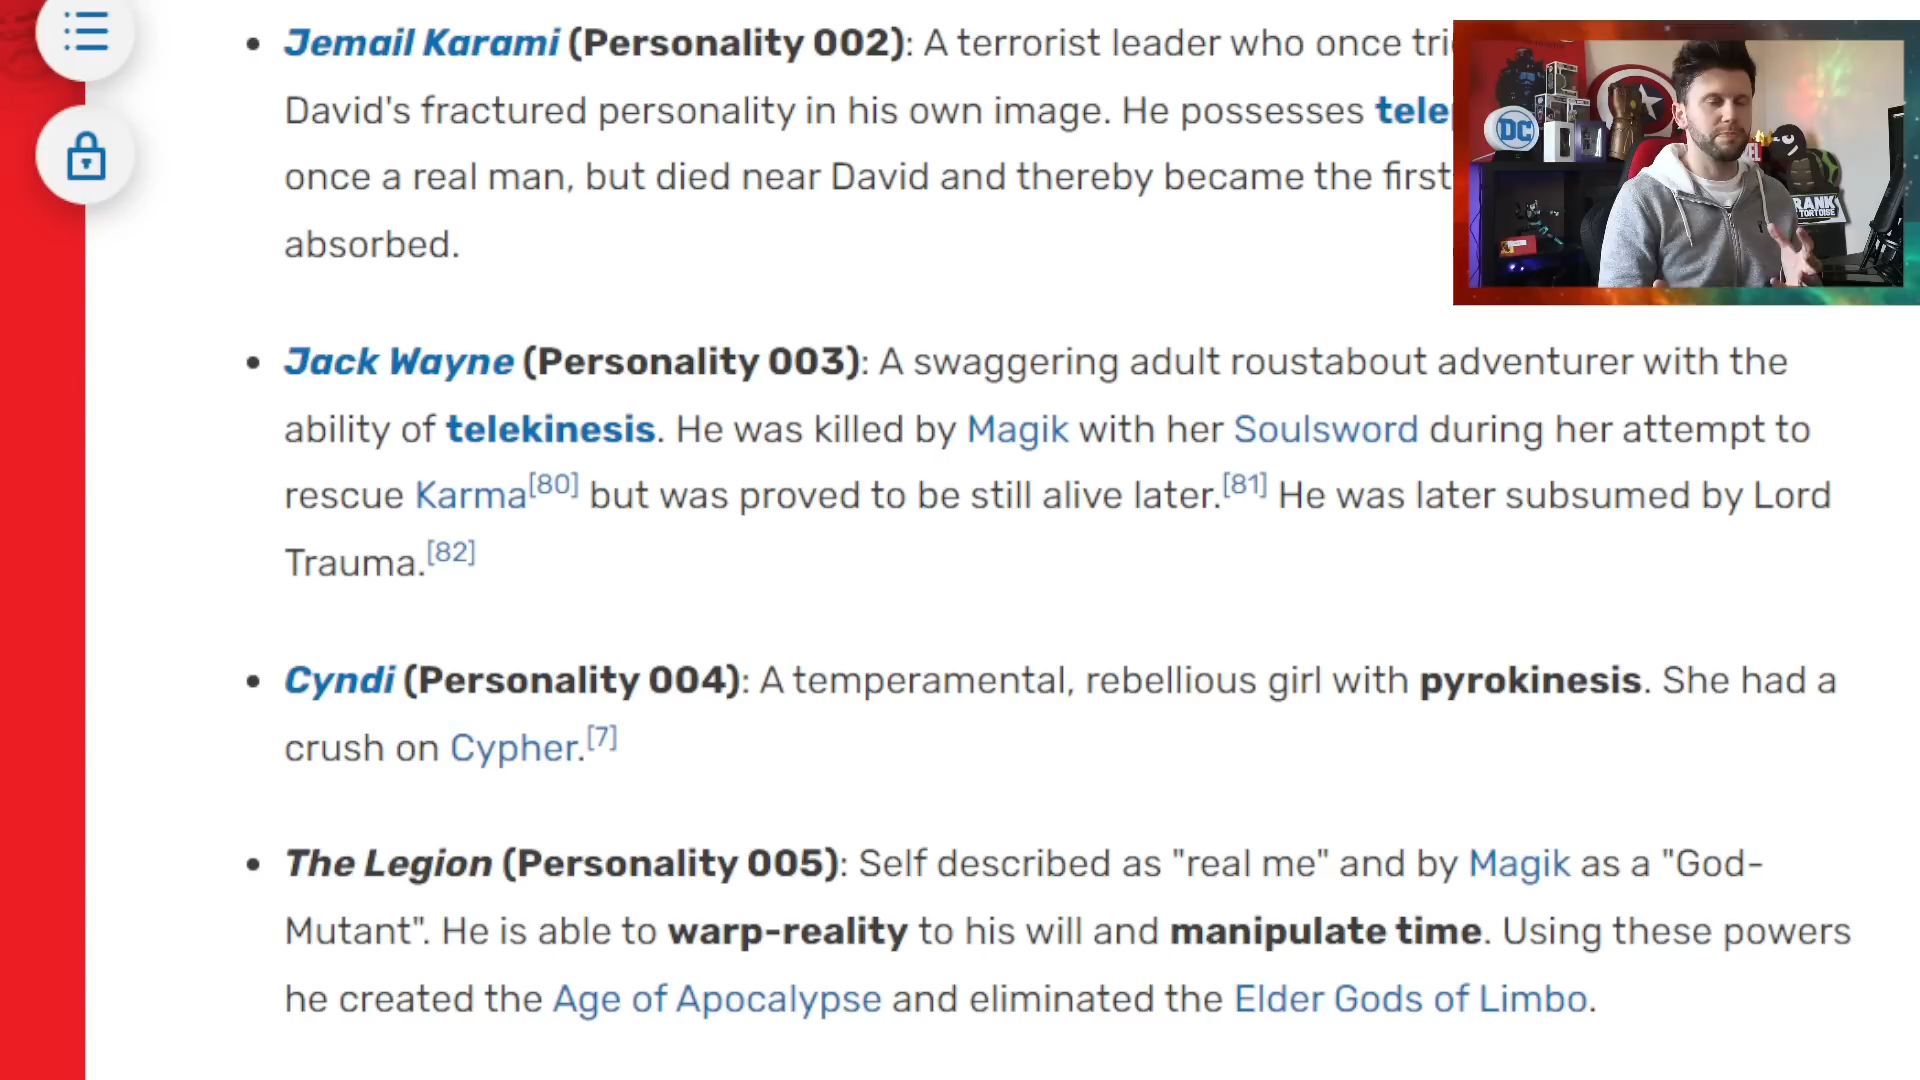 Jemail Karami (Personality 002): A terrorist leader who once tri
David's fractured personality in his own image. He possesses tele
once a real man, but died near David and thereby became the first
absorbed.
DC
RANK
TORTOISE
Jack Wayne (Personality 003): A swaggering adult roustabout adventurer with the
ability of telekinesis. He was killed by Magik with her Soulsword during her attempt to
rescue Karma[80] but was proved to be still alive later.[81] He was later subsumed by Lord
Trauma.[82]
Cyndi (Personality 004): A temperamental, rebellious girl with pyrokinesis. She had a
crush on Cypher.[7]
The Legion (Personality 005): Self described as "real me" and by Magik as a "God-
Mutant". He is able to warp-reality to his will and manipulate time. Using these powers
he created the Age of Apocalypse and eliminated the Elder Gods of Limbo.